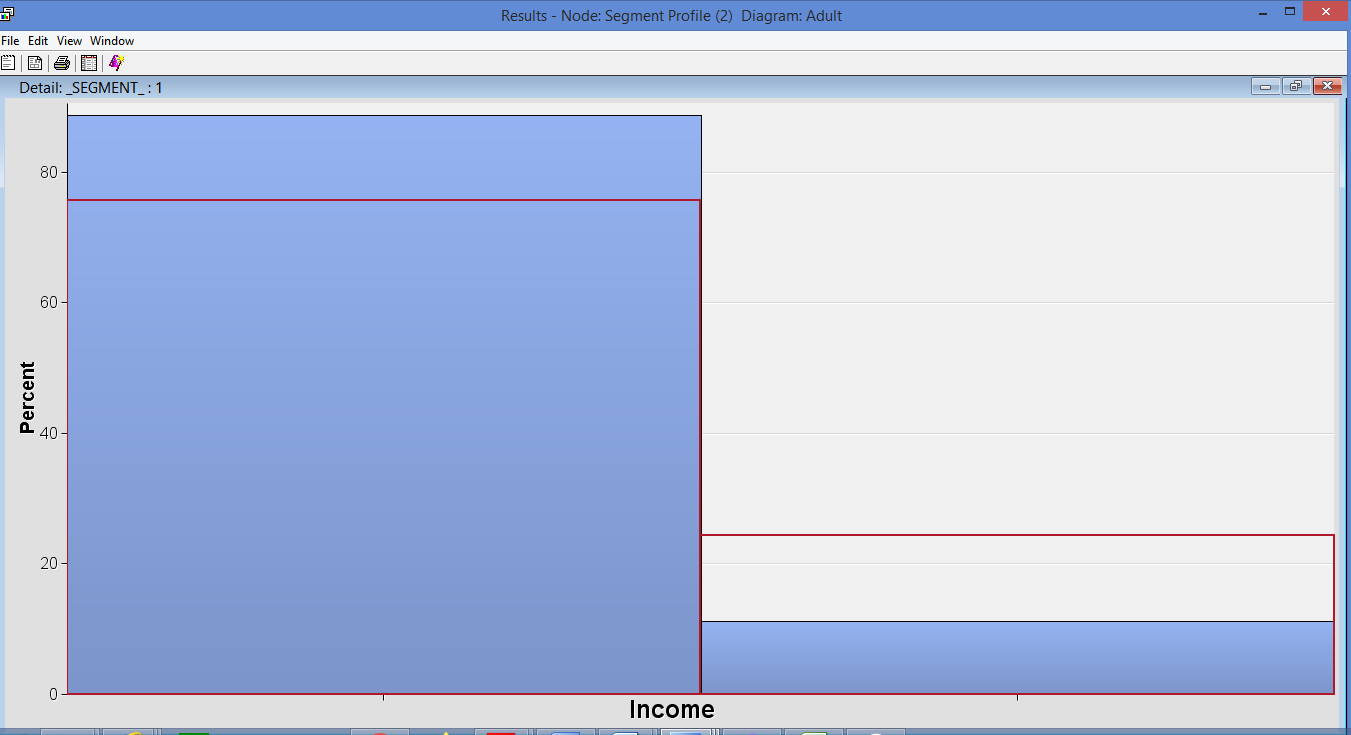 Results - Node: Segment Profile (2)  Diagram: Adult
File Edit View Window
Detail: _SEGMENT_ : 1
80
60
Percent
40
20
0
Income